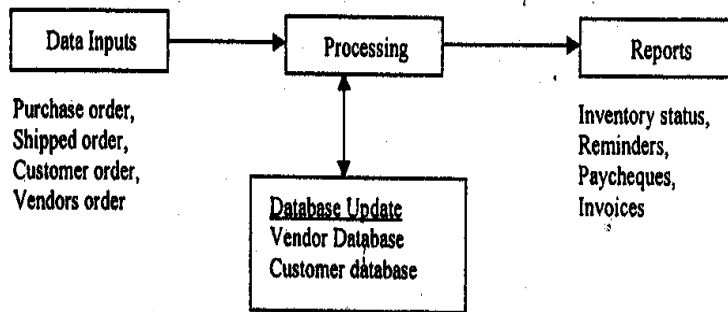 Data Inputs
Processing
Reports
Purchase order,
Shipped order,
Customer order,
Vendors order
Inventory status,
Reminders,
Paycheques,
Invoices
Database Update
Vendor Database
Customer database